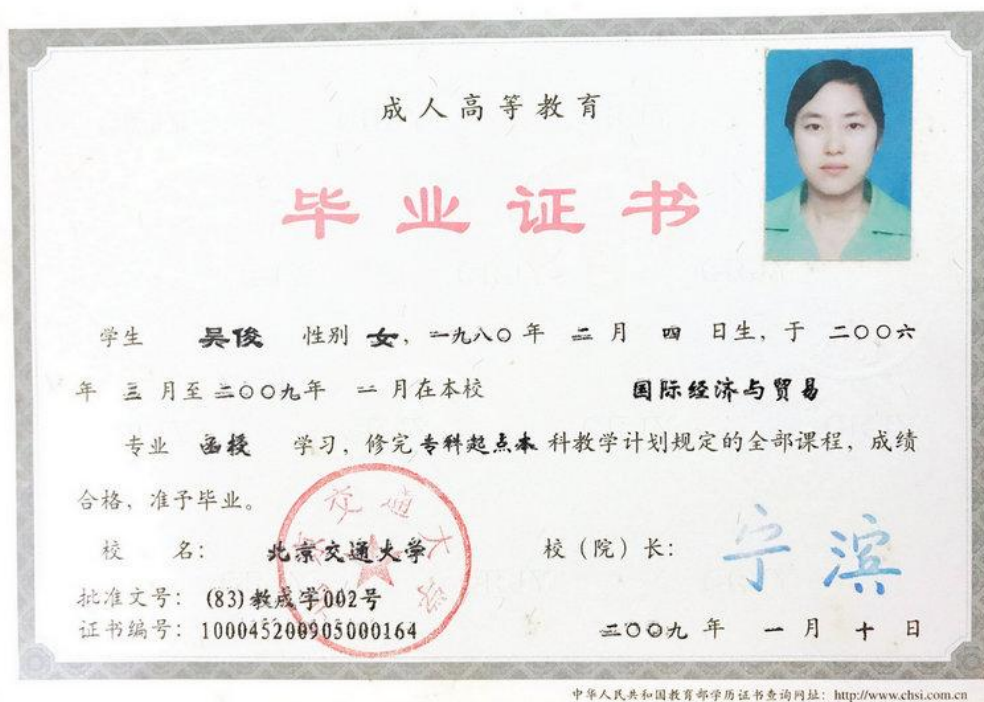 成人高等教育
毕业证书
学生 吴俊 性别 女，一九八〇年 二 月 四 日生，于 二〇〇六
年 三 月至 二〇〇九年 一 月在本校 国际经济与贸易
专业 函授 学习，修完 专科起点本 科教学计划规定的全部课程，成绩
合格，准予毕业。
校 名： 北京交通大学 校（院）长： 宁滨
批准文号： (83)教成字002号
证书编号： 100045200905000164 二〇〇九 年 一 月 十 日
中华人民共和国教育部学历证书查询网址： http://www.chsi.com.cn